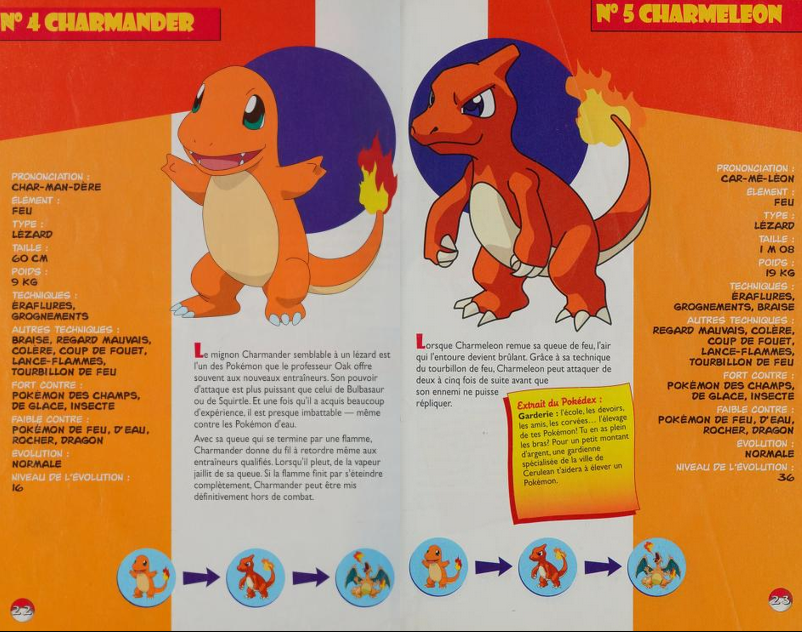 Nº 4 CHARMANDER
PRONONCIATION :
CHAR-MAN-DÈRE
ÉLÉMENT :
FEU
TYPE :
LÉZARD
TAILLE :
60 CM
POIDS :
9 KG
TECHNIQUES :
ÉRAFLURES,
GROGNEMENTS
AUTRES TECHNIQUES :
BRAISE, REGARD MAUVAIS,
COLÈRE, COUP DE FOUET,
LANCE-FLAMMES,
TOURBILLON DE FEU
FORT CONTRE :
POKÉMON DES CHAMPS,
DE GLACE, INSECTE
FAIBLE CONTRE :
POKÉMON DE FEU, D'EAU,
ROCHER, DRAGON
ÉVOLUTION :
NORMALE
NIVEAU DE L'ÉVOLUTION :
16
Le mignon Charmander semblable à un lézard est
l'un des Pokémon que le professeur Oak offre
souvent aux nouveaux entraîneurs. Son pouvoir
d'attaque est plus puissant que celui de Bulbasaur
ou de Squirtle. Et une fois qu'il a acquis beaucoup
d'expérience, il est presque imbattable — même
contre les Pokémon d'eau.
Avec sa queue qui se termine par une flamme,
Charmander donne du fil à retordre même aux
entraîneurs qualifiés. Lorsqu'il pleut, de la vapeur
jaillit de sa queue. Si la flamme finit par s'éteindre
complètement, Charmander peut être mis
définitivement hors de combat.
22
Nº 5 CHARMELEON
PRONONCIATION :
CAR-MÉ-LÉON
ÉLÉMENT :
FEU
TYPE :
LÉZARD
TAILLE :
1 M 08
POIDS :
19 KG
TECHNIQUES :
ÉRAFLURES,
GROGNEMENTS, BRAISE
AUTRES TECHNIQUES :
REGARD MAUVAIS, COLÈRE,
COUP DE FOUET,
LANCE-FLAMMES,
TOURBILLON DE FEU
FORT CONTRE :
POKÉMON DES CHAMPS,
DE GLACE, INSECTE
FAIBLE CONTRE :
POKÉMON DE FEU, D'EAU,
ROCHER, DRAGON
ÉVOLUTION :
NORMALE
NIVEAU DE L'ÉVOLUTION :
36
Lorsque Charmeleon remue sa queue de feu, l'air
qui l'entoure devient brûlant. Grâce à sa technique
du tourbillon de feu, Charmeleon peut attaquer de
deux à cinq fois de suite avant que
son ennemi ne puisse
répliquer.
Extrait du Pokédex :
Garderie : l'école, les devoirs,
les amis, les corvées... l'élevage
de tes Pokémon! Tu en as plein
les bras? Pour un petit montant
d'argent, une gardienne
spécialisée de la ville de
Cerulean t'aidera à élever un
Pokémon.
23